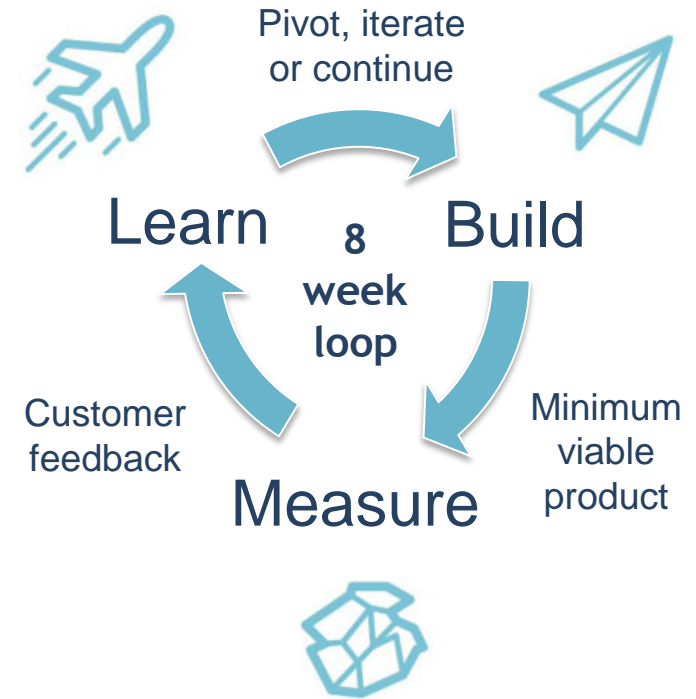 Pivot, iterate
or continue
Learn
Build
8
week
loop
Customer
feedback
Minimum
viable
product
Measure